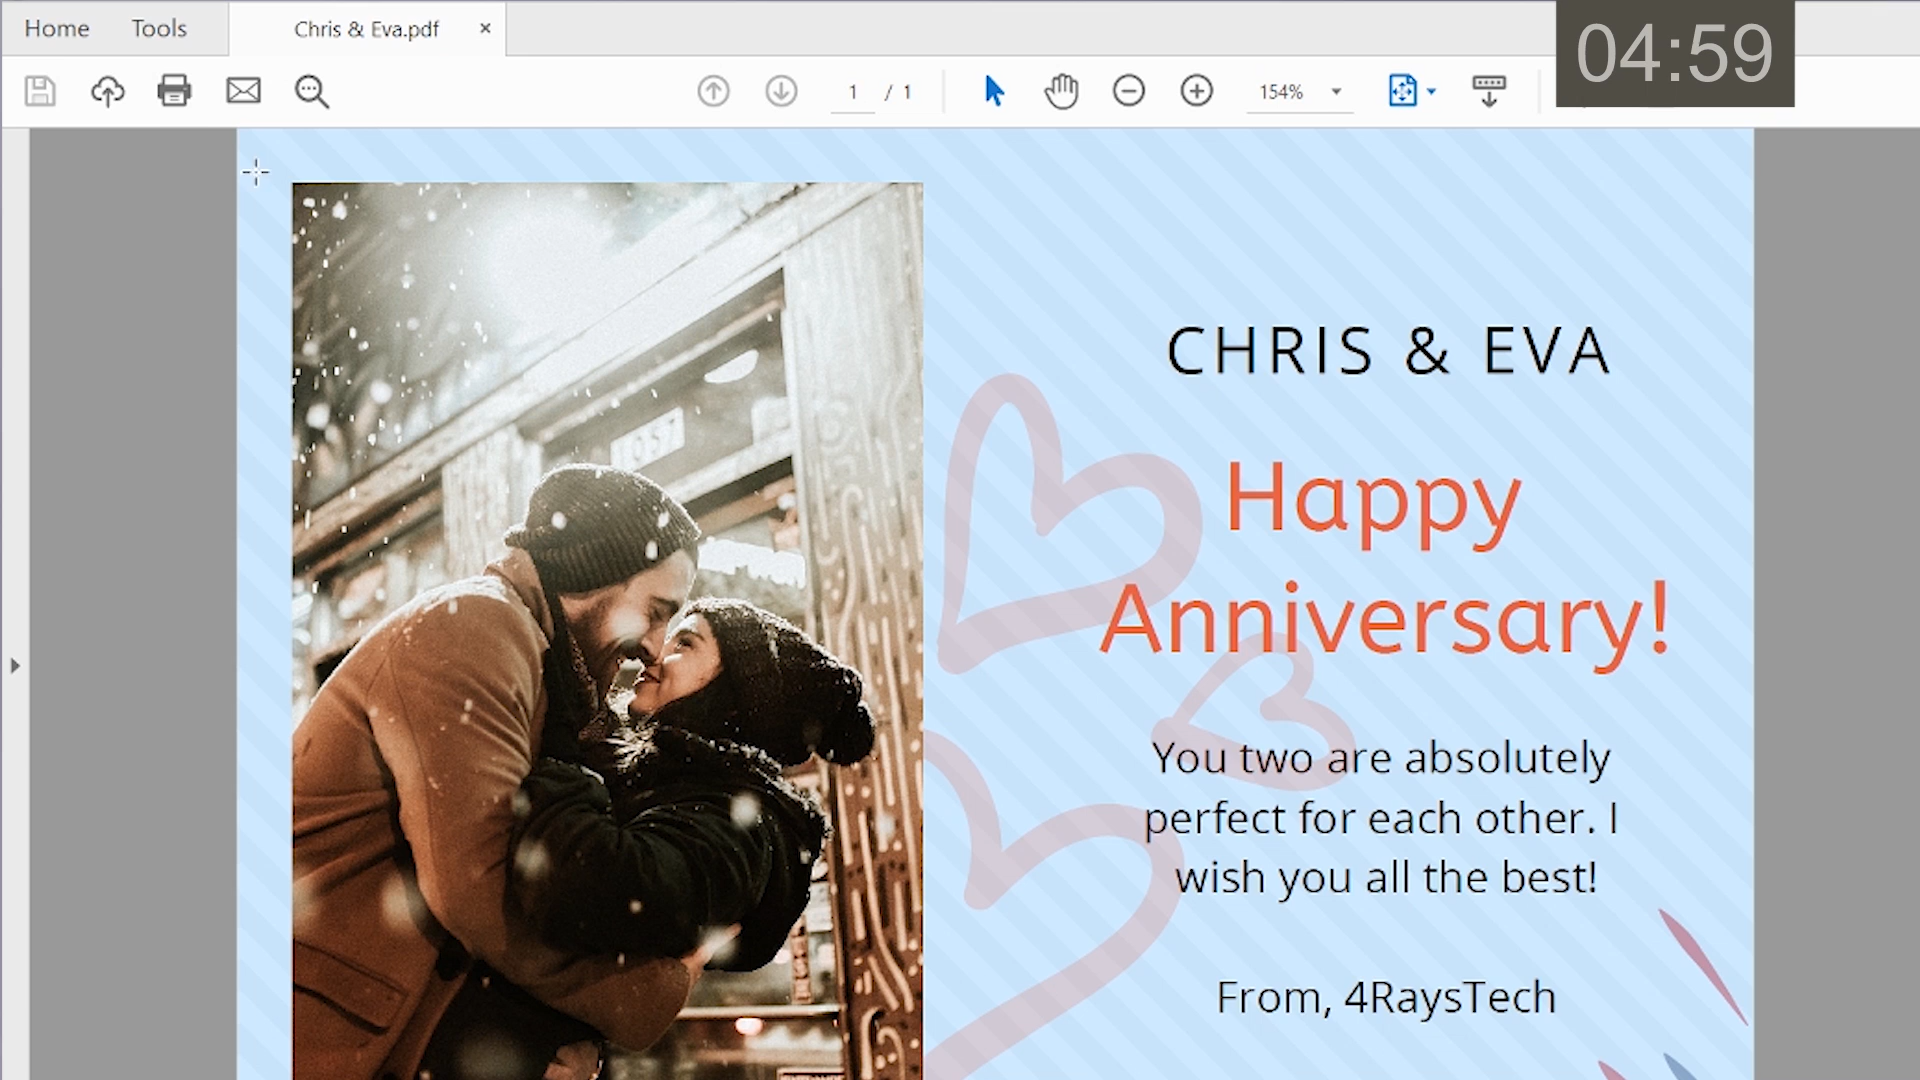 Home Tools Chris & Eva.pdf ×
04:59
1 / 1 154%
1057
CHRIS & EVA
Happy
Anniversary!
You two are absolutely
perfect for each other. I
wish you all the best!
From, 4RaysTech